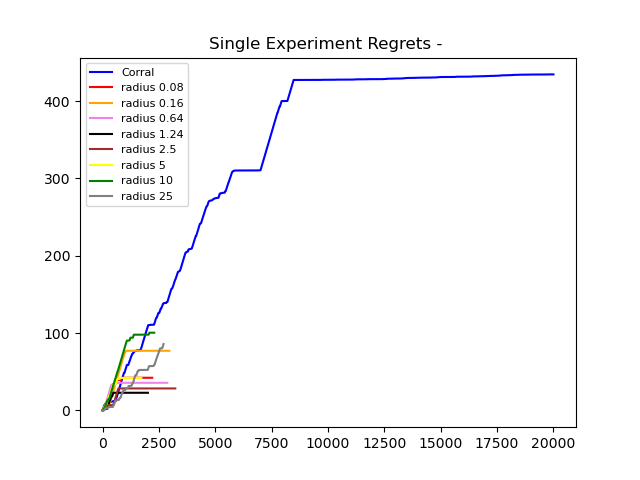 Single Experiment Regrets -
Corral
radius 0.08
radius 0.16
radius 0.64
radius 1.24
radius 2.5
radius 5
radius 10
radius 25
400
300
200
100
0
0 2500 5000 7500 10000 12500 15000 17500 20000